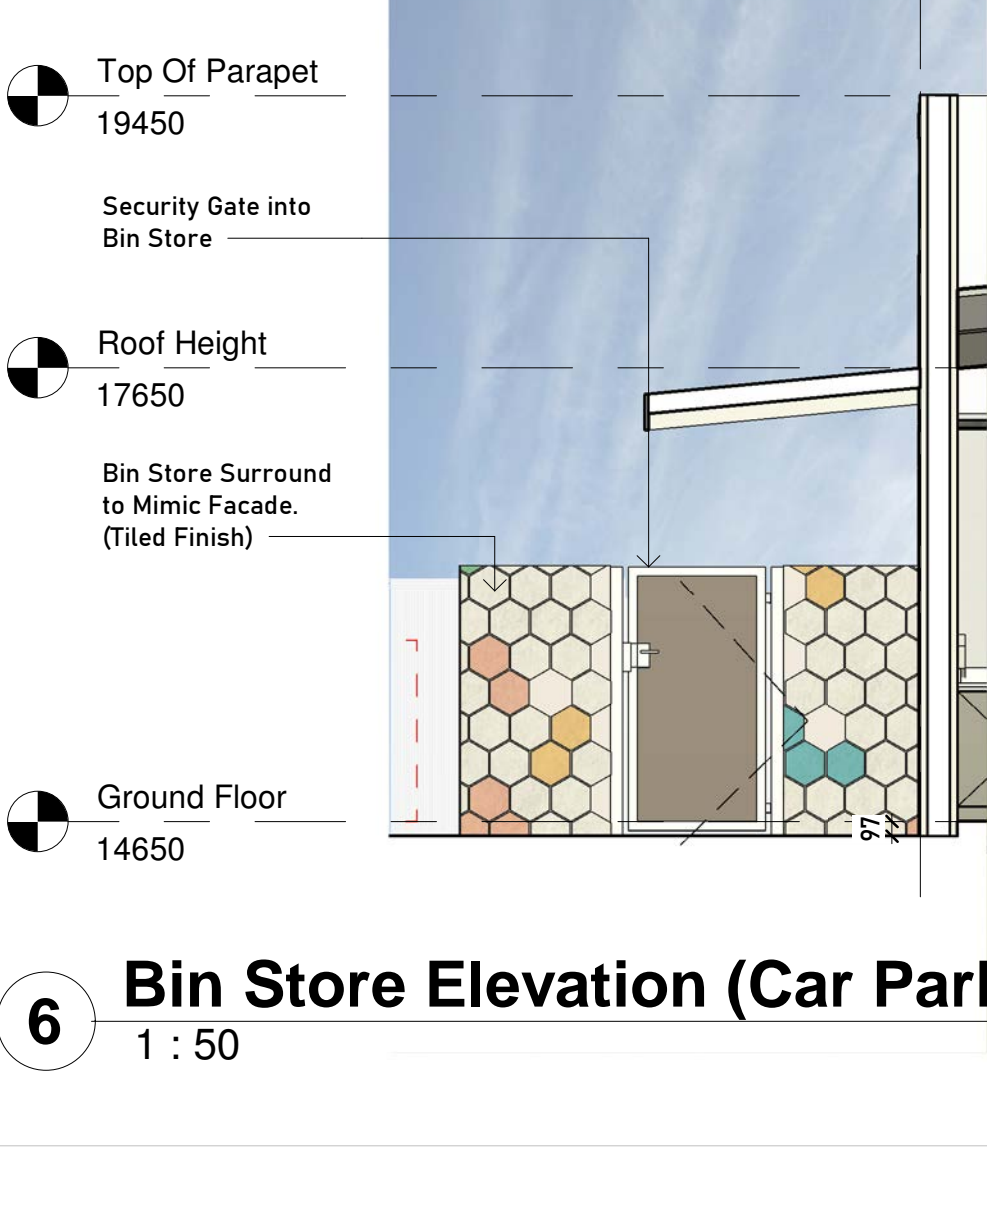 Top Of Parapet
19450
Security Gate into
Bin Store
Roof Height
17650
Bin Store Surround
to Mimic Facade.
(Tiled Finish)
Ground Floor
14650
97
6
Bin Store Elevation (Car Park
1 : 50